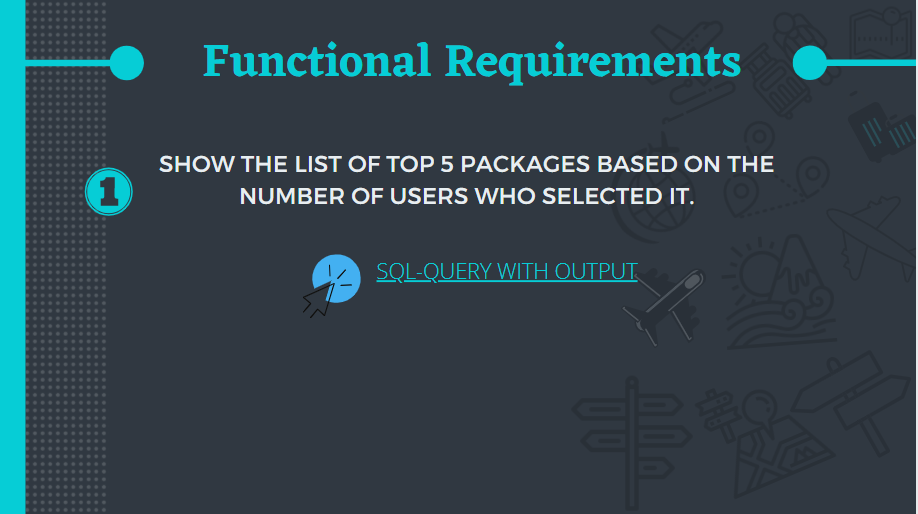 Functional Requirements
1
SHOW THE LIST OF TOP 5 PACKAGES BASED ON THE
NUMBER OF USERS WHO SELECTED IT.
SQL-QUERY WITH OUTPUT